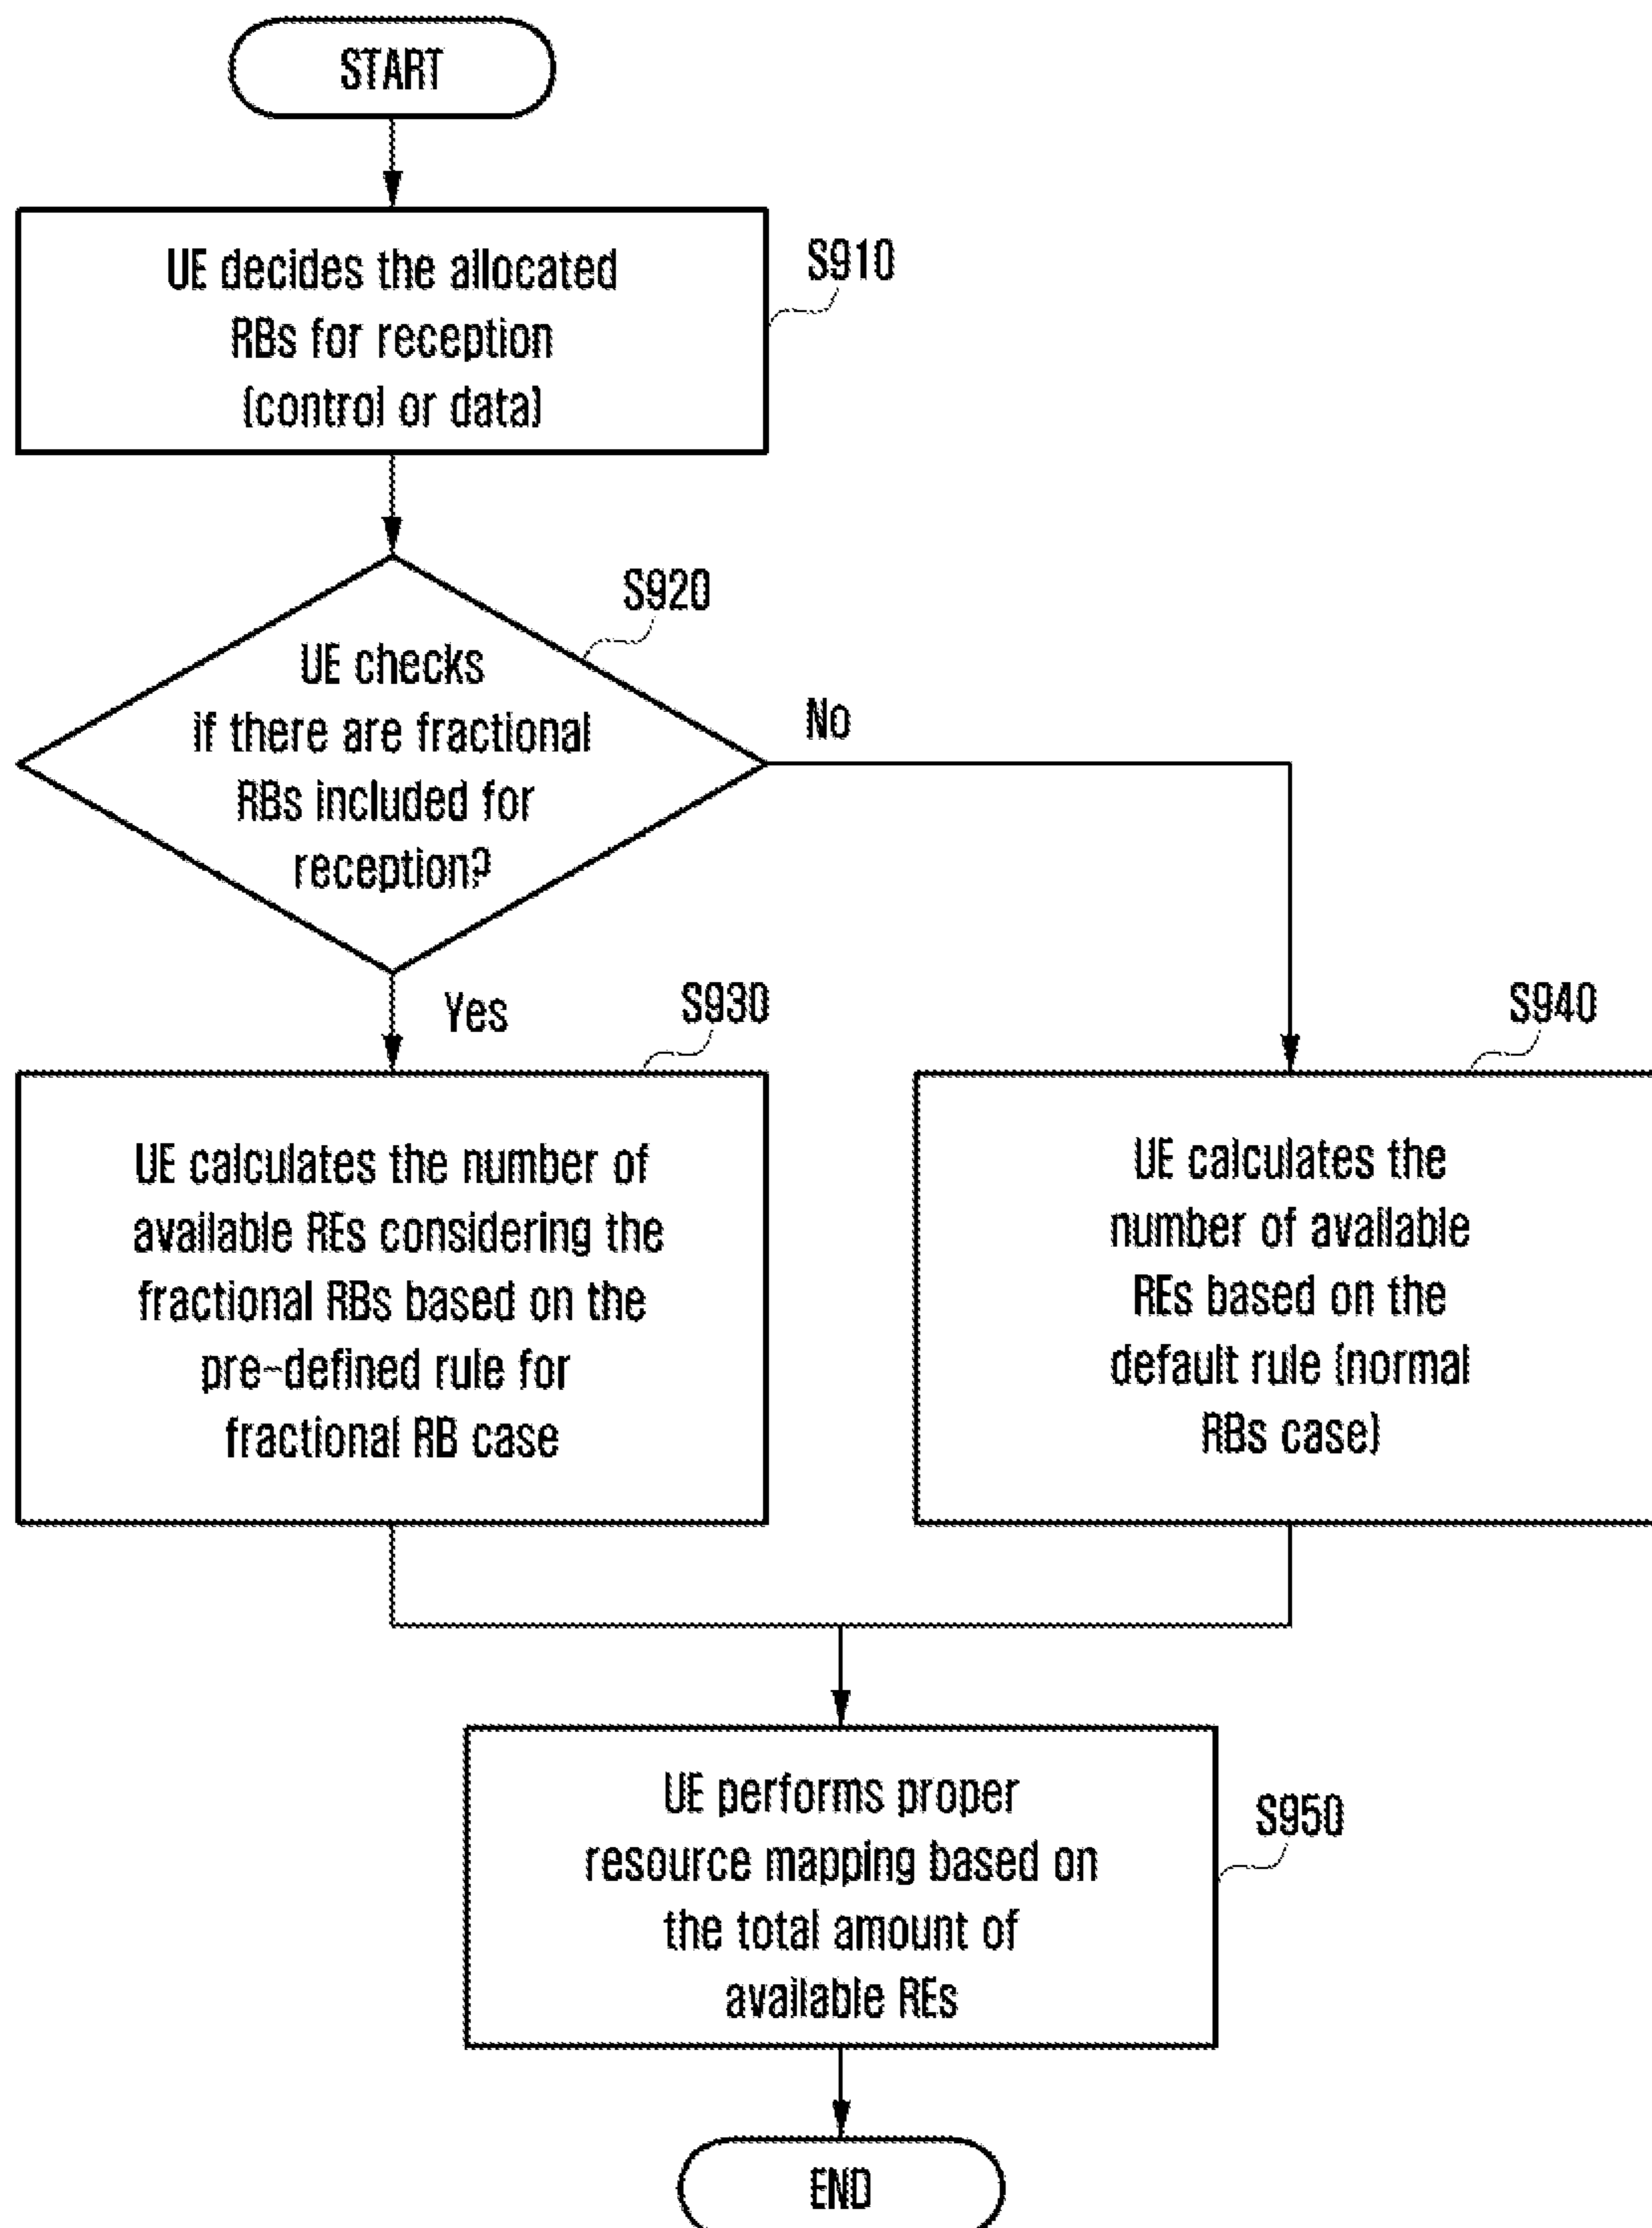 START
UE decides the allocated
RBs for reception
(control or data)
S910
S920
UE checks
if there are fractional
RBs included for
reception?
No
Yes
S930
S940
UE calculates the number of
available REs considering the
fractional RBs based on the
pre-defined rule for
fractional RB case
UE calculates the
number of available
REs based on the
default rule (normal
RBs case)
UE performs proper
resource mapping based on
the total amount of
available REs
S950
END